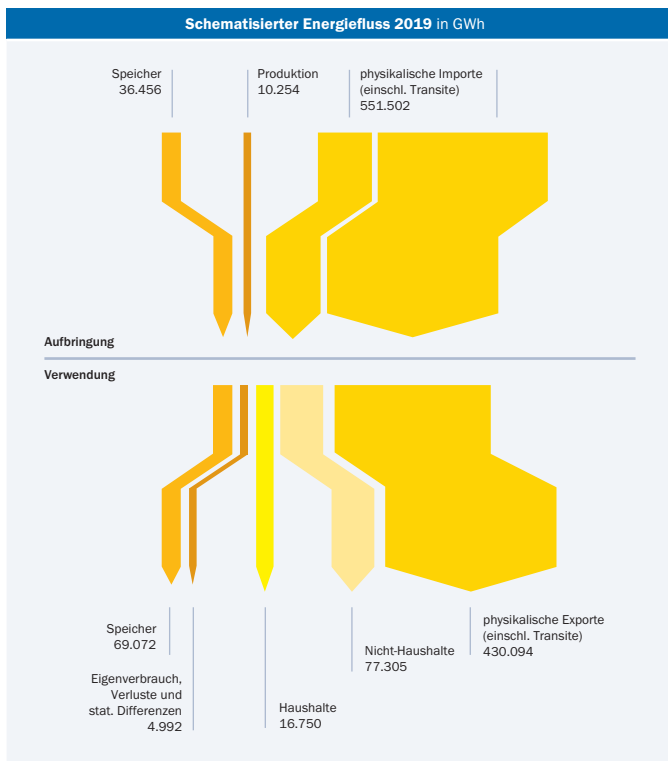 Schematisierter Energiefluss 2019 in GWh
Speicher
36.456
Produktion
10.254
physikalische Importe
(einschl. Transite)
551.502
Aufbringung
Verwendung
Speicher
69.072
Eigenverbrauch,
Verluste und
stat. Differenzen
4.992
Haushalte
16.750
Nicht-Haushalte
77.305
physikalische Exporte
(einschl. Transite)
430.094